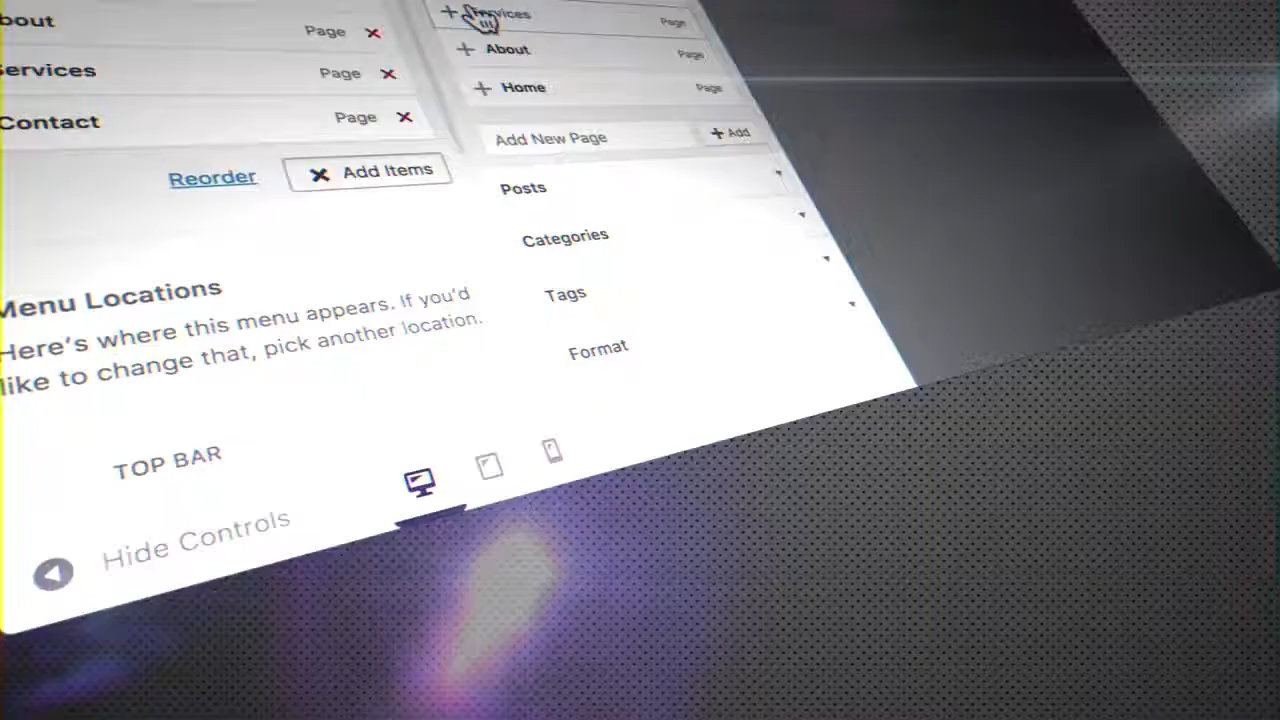 bout Page
ervices Page
Contact Page
Reorder Add Items
Services Page
About Page
Home Page
Add New Page Add
Posts
Categories
Tags
Format
Menu Locations
Here's where this menu appears. If you'd
like to change that, pick another location.
TOP BAR
Hide Controls